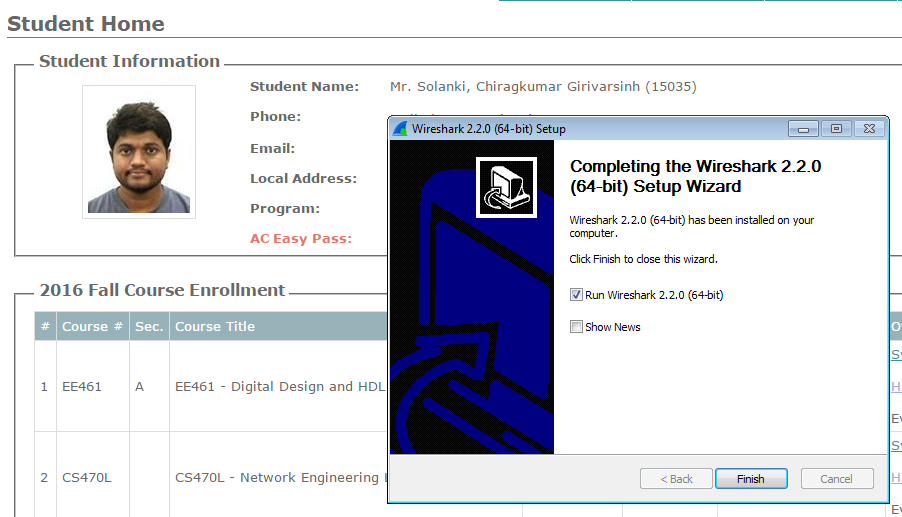 Student Home
Student Information
Student Name: Mr. Solanki, Chiragkumar Girivarsinh (15035)
Phone:
Email:
Local Address:
Program:
AC Easy Pass:
Wireshark 2.2.0 (64-bit) Setup
Completing the Wireshark 2.2.0
(64-bit) Setup Wizard
Wireshark 2.2.0 (64-bit) has been installed on your
computer.
Click Finish to close this wizard.
Run Wireshark 2.2.0 (64-bit)
Show News
< Back Finish Cancel
2016 Fall Course Enrollment
# Course # Sec. Course Title
1 EE461 A EE461 - Digital Design and HDL
2 CS470L CS470L - Network Engineering